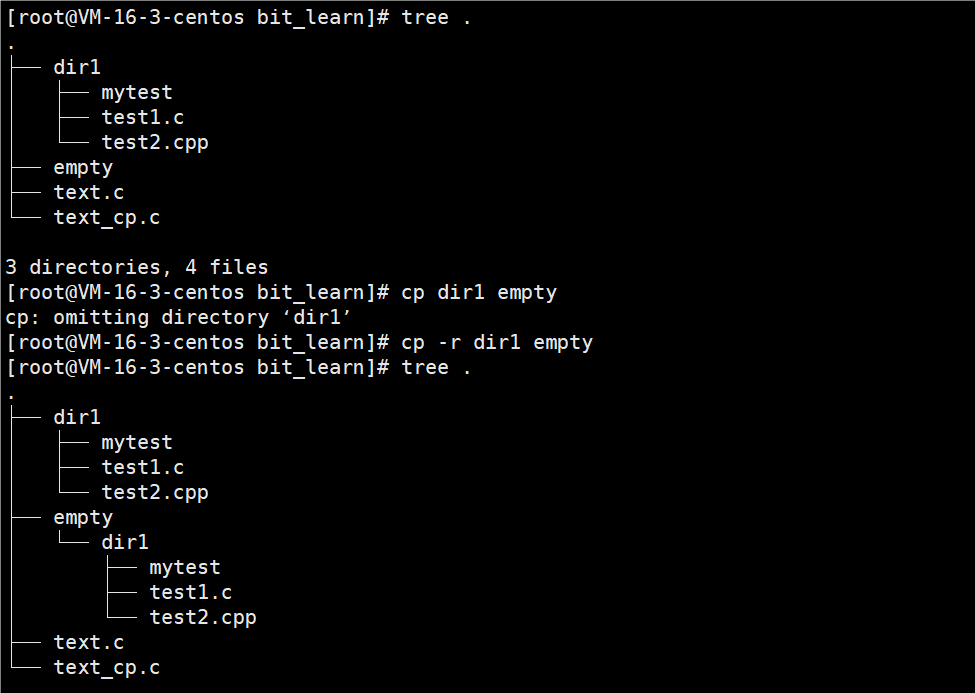 [root@VM-16-3-centos bit_learn]# tree .
.
├── dir1
│   ├── mytest
│   ├── test1.c
│   └── test2.cpp
├── empty
├── text.c
└── text_cp.c
3 directories, 4 files
[root@VM-16-3-centos bit_learn]# cp dir1 empty
cp: omitting directory ‘dir1’
[root@VM-16-3-centos bit_learn]# cp -r dir1 empty
[root@VM-16-3-centos bit_learn]# tree .
.
├── dir1
│   ├── mytest
│   ├── test1.c
│   └── test2.cpp
├── empty
│   └── dir1
│       ├── mytest
│       ├── test1.c
│       └── test2.cpp
├── text.c
└── text_cp.c